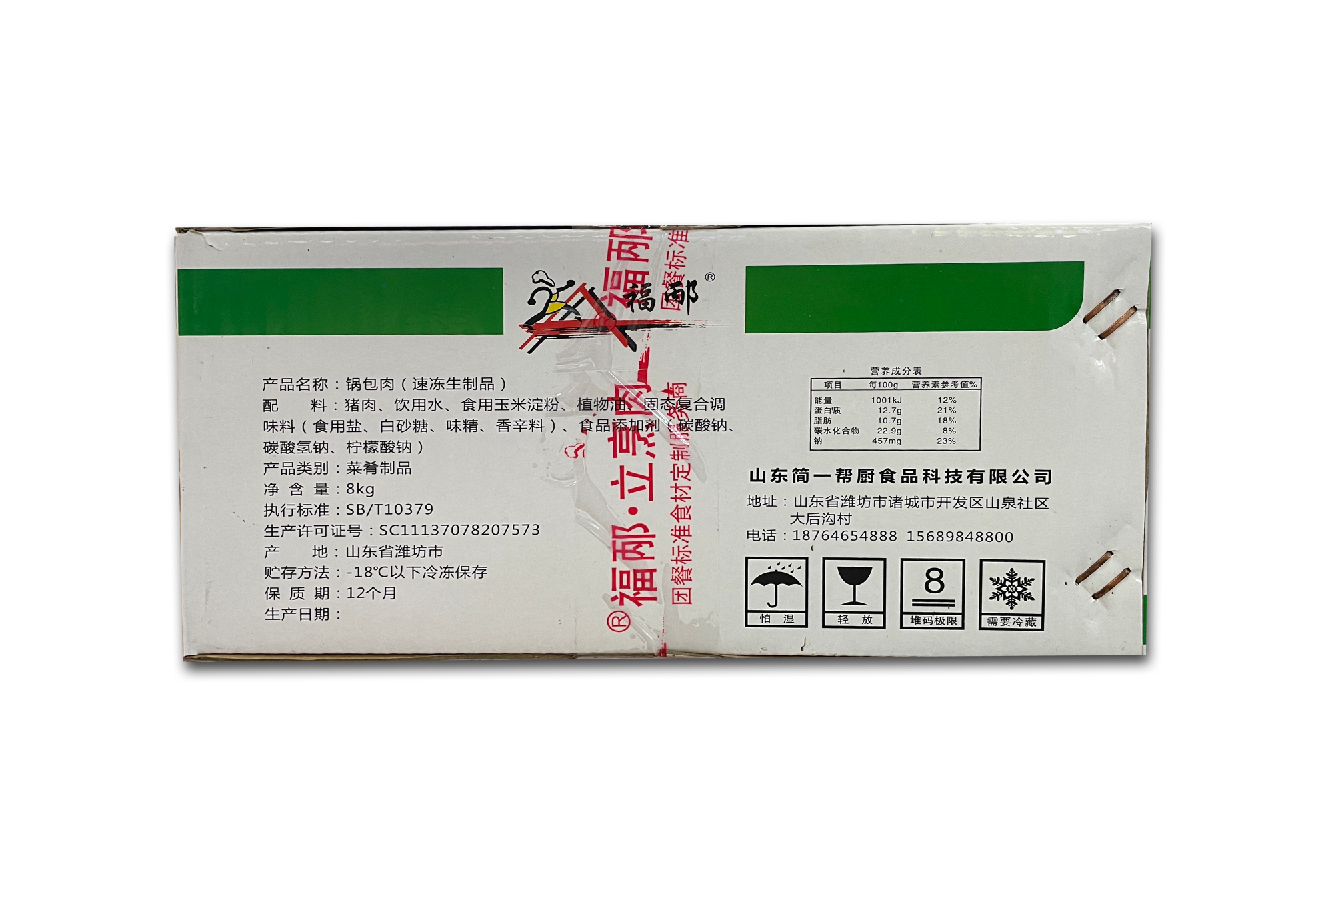 福郙®
产品名称：锅包肉（速冻生制品）
配 料：猪肉、饮用水、食用玉米淀粉、植物油、固态复合调
味料（食用盐、白砂糖、味精、香辛料）、食品添加剂（碳酸钠、
碳酸氢钠、柠檬酸钠）
产品类别：菜肴制品
净 含 量：8kg
执行标准：SB/T10379
生产许可证号：SC11137078207573
产 地：山东省潍坊市
贮存方法：-18℃以下冷冻保存
保 质 期：12个月
生产日期：
福郙
团餐标准
®福郙·立烹肉
团餐标准食材定制服务商
营养成分表
项目 每100g 营养素参考值%
能量 1001kJ 12%
蛋白质 12.7g 21%
脂肪 10.7g 18%
碳水化合物 22.9g 8%
钠 457mg 23%
山东简一帮厨食品科技有限公司
地址：山东省潍坊市诸城市开发区山泉社区
大后沟村
电话：18764654888 15689848800
8
怕 湿 轻 放 堆码极限 需要冷藏